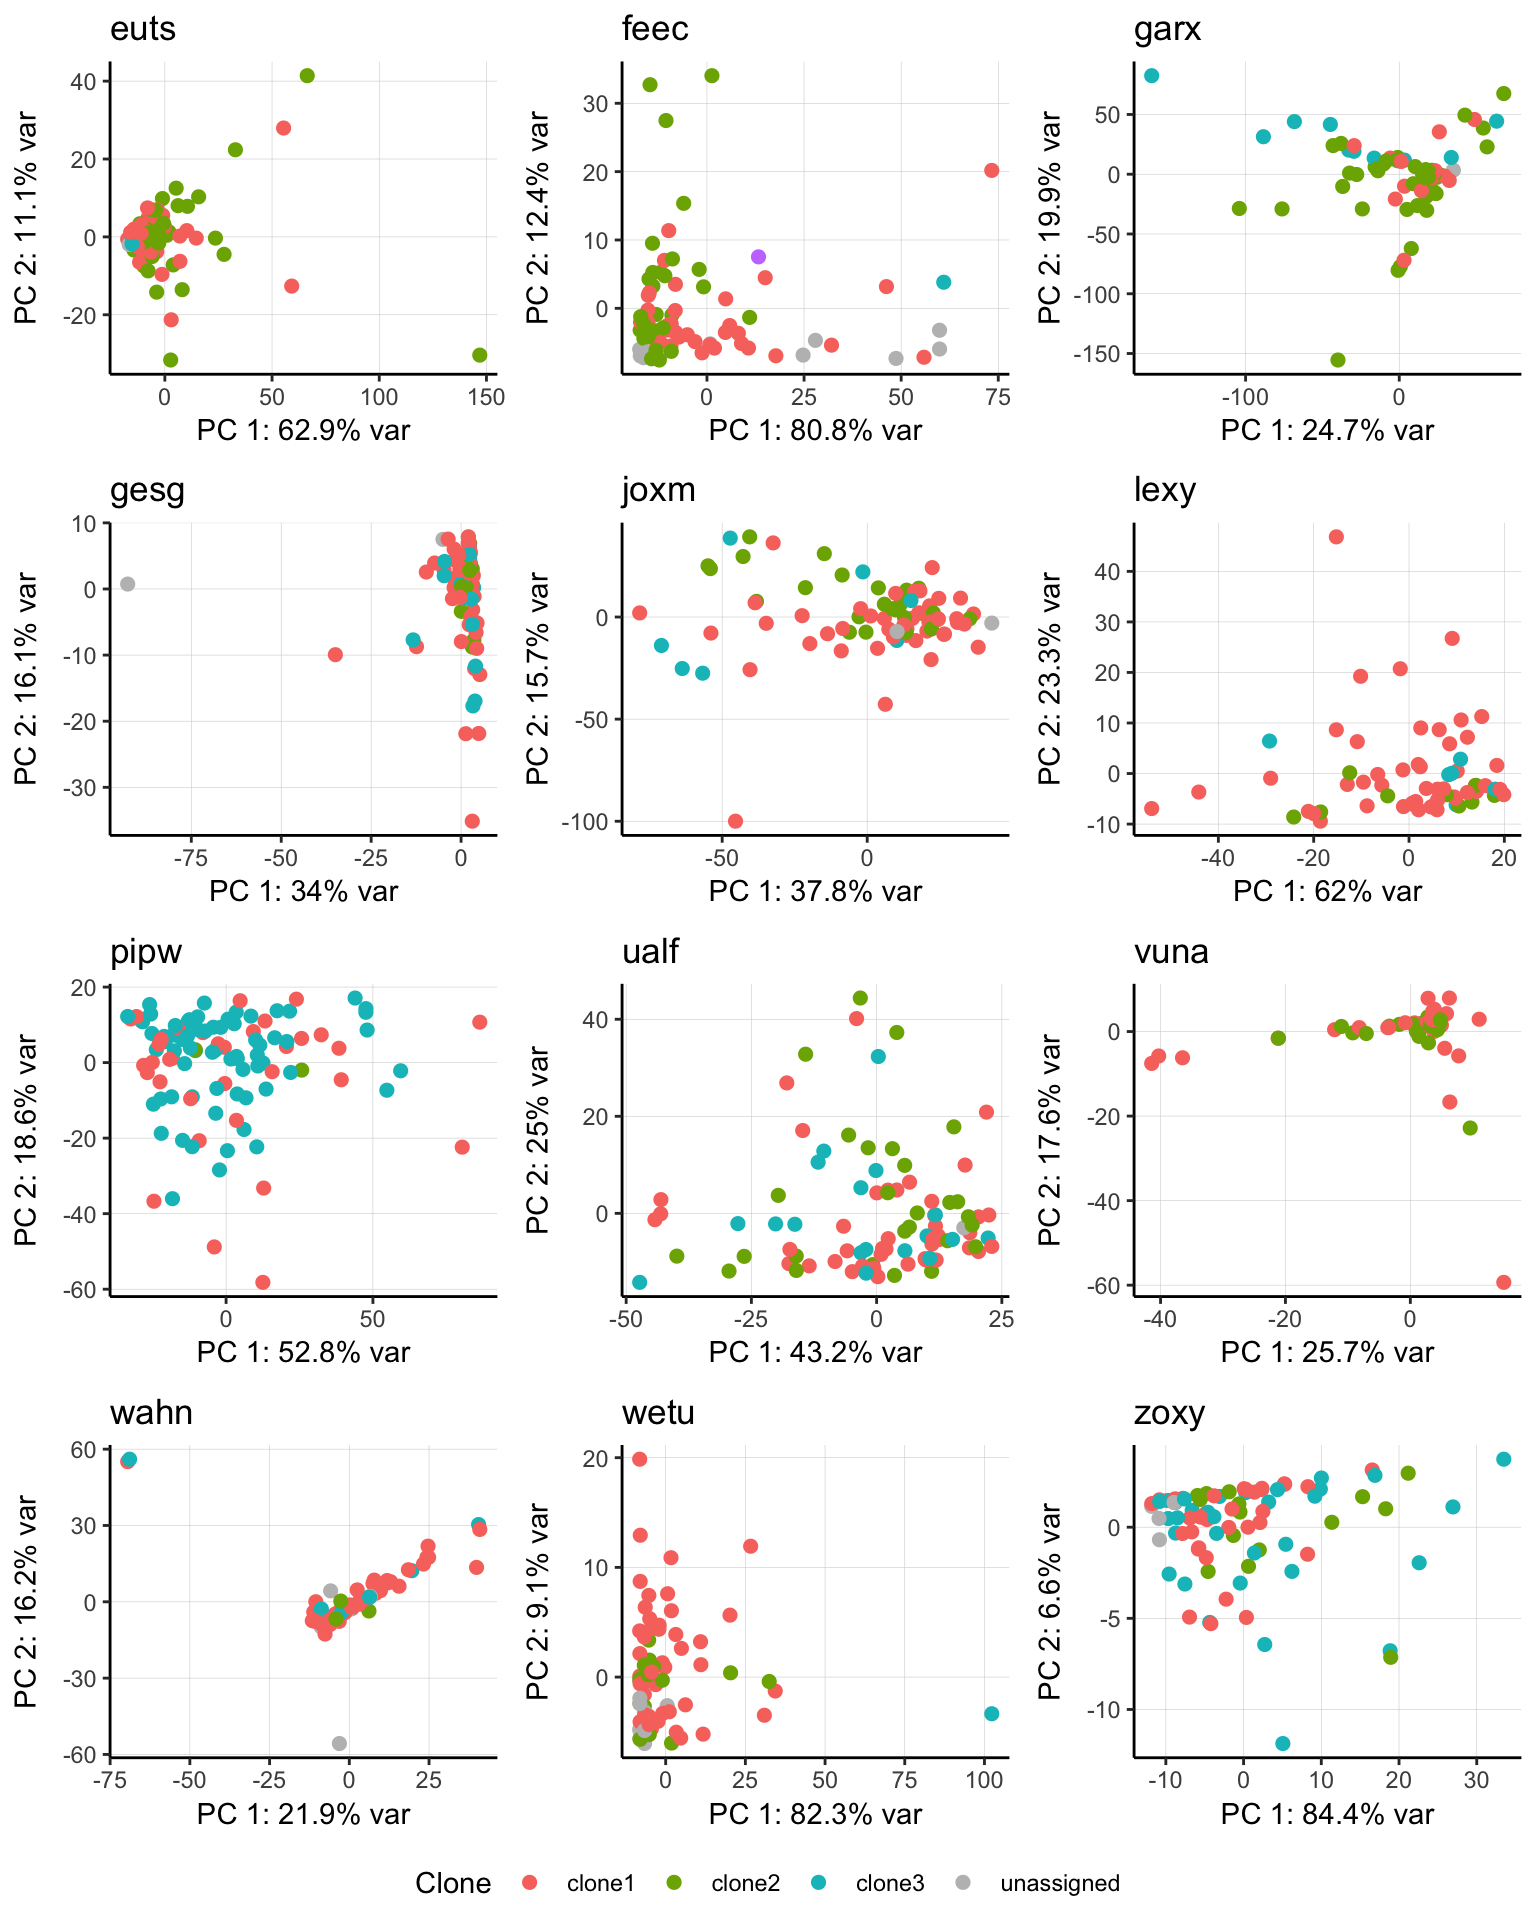 euts
feec
garx
PC 2: 11.1% var
40
20
0
-20
0
50
100
150
PC 1: 62.9% var
PC 2: 12.4% var
30
20
10
0
0
25
50
75
PC 1: 80.8% var
PC 2: 19.9% var
50
0
-50
-100
-150
-100
0
PC 1: 24.7% var
gesg
joxm
lexy
PC 2: 16.1% var
10
0
-10
-20
-30
-75
-50
-25
0
PC 1: 34% var
PC 2: 15.7% var
0
-50
-100
-50
0
PC 1: 37.8% var
PC 2: 23.3% var
40
30
20
10
0
-10
-40
-20
0
20
PC 1: 62% var
pipw
ualf
vuna
PC 2: 18.6% var
20
0
-20
-40
-60
0
50
PC 1: 52.8% var
PC 2: 25% var
40
20
0
-50
-25
0
25
PC 1: 43.2% var
PC 2: 17.6% var
0
-20
-40
-60
-40
-20
0
PC 1: 25.7% var
wahn
wetu
zoxy
PC 2: 16.2% var
60
30
0
-30
-60
-75
-50
-25
0
25
PC 1: 21.9% var
PC 2: 9.1% var
20
10
0
0
25
50
75
100
PC 1: 82.3% var
PC 2: 6.6% var
0
-5
-10
-10
0
10
20
30
PC 1: 84.4% var
Clone clone1 clone2 clone3 unassigned